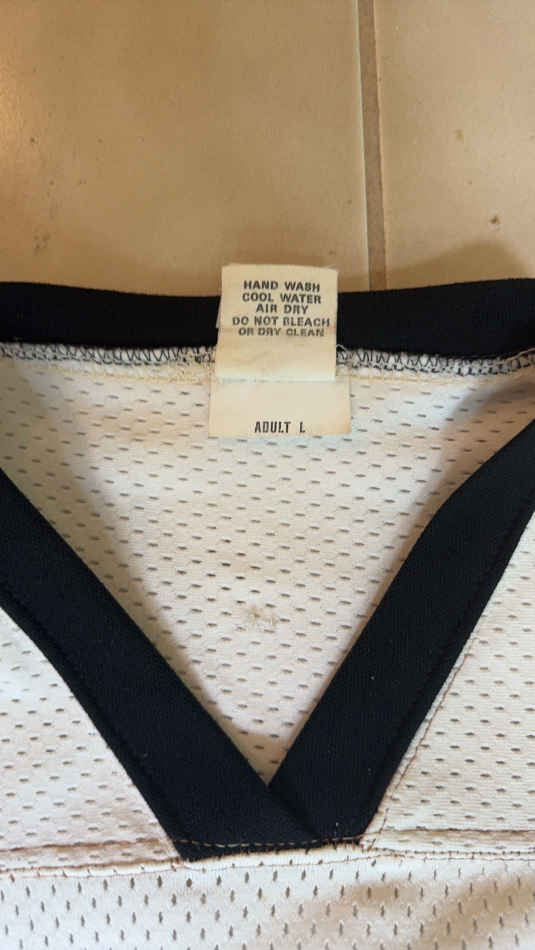 HAND WASH
COOL WATER
AIR DRY
DO NOT BLEACH
OR DRY CLEAN
ADULT L